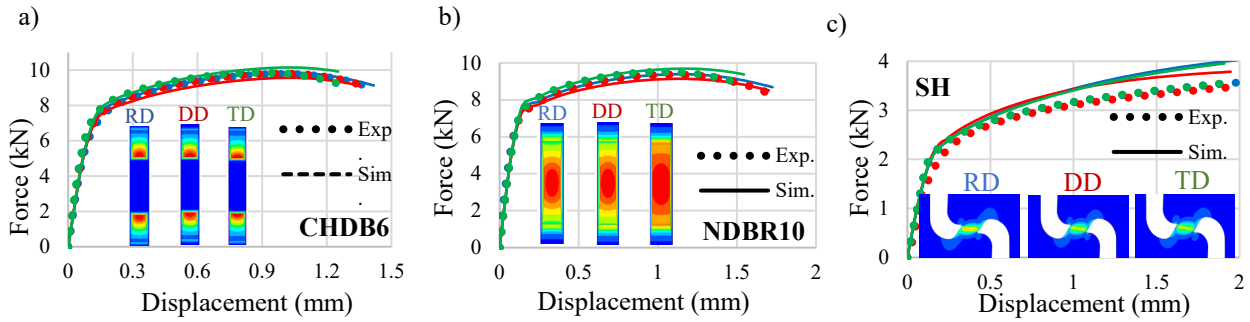 a)
Force (kN)
12
10
8
6
4
2
0
RD DD TD
Exp
.
Sim
.
CHDB6
0 0.3 0.6 0.9 1.2 1.5
Displacement (mm)
b)
Force (kN)
12
10
8
6
4
2
0
RD DD TD
Exp.
Sim.
NDBR10
0 0.5 1 1.5 2
Displacement (mm)
c)
Force (kN)
4
3
2
1
0
SH
Exp.
Sim.
RD DD TD
0 0.5 1 1.5 2
Displacement (mm)